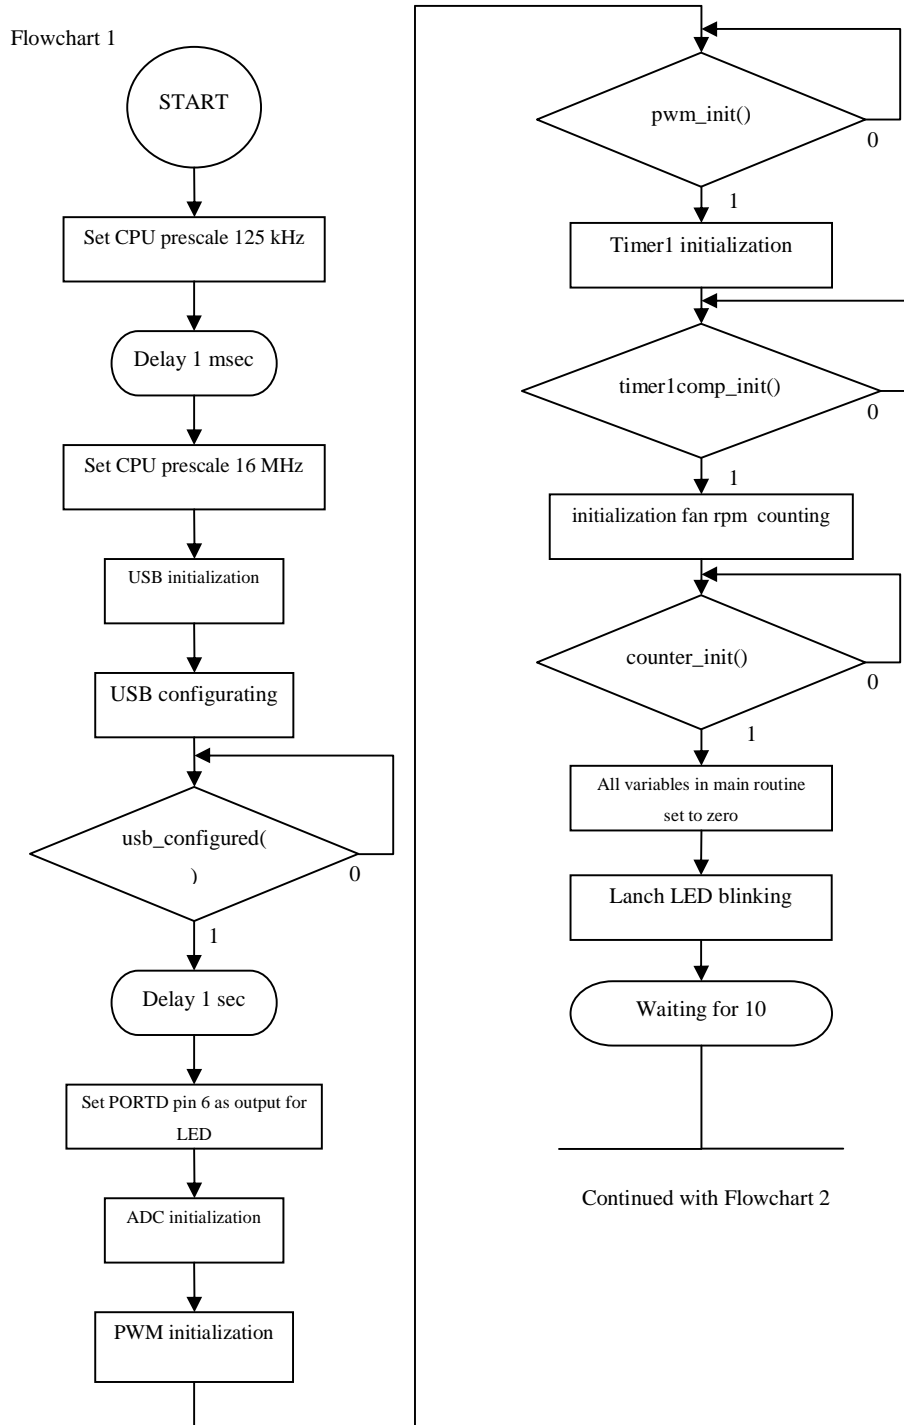 Flowchart 1
START
Set CPU prescale 125 kHz
Delay 1 msec
Set CPU prescale 16 MHz
USB initialization
USB configurating
usb_configured(
)
0
1
Delay 1 sec
Set PORTD pin 6 as output for
LED
ADC initialization
PWM initialization
pwm_init()
0
1
Timer1 initialization
timer1comp_init()
0
1
initialization fan rpm counting
counter_init()
0
1
All variables in main routine
set to zero
Lanch LED blinking
Waiting for 10
Continued with Flowchart 2